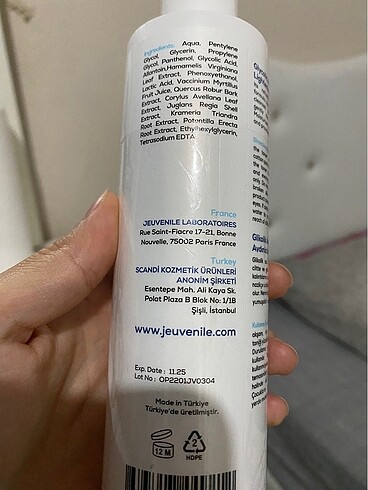 Ingredients: Aqua, Pentylene
Glycol, Glycerin, Propylene
Glycol, Panthenol, Glycolic Acid,
Allantoin,Hamamelis Virginiana
Leaf Extract, Phenoxyethanol,
Lactic Acid, Vaccinium Myrtillus
Fruit Juice, Quercus Robur Bark
Extract, Corylus Avellana Leaf
Extract, Juglans Regia Shell
Extract, Krameria Triandra
Root Extract, Potentilla Erecta
Root Extract, Ethylhexylglycerin,
Tetrasodium EDTA
France
JEUVENILE LABORATOIRES
Rue Saint-Fiacre 17-21, Bonne
Nouvelle, 75002 Paris France
Turkey
SCANDİ KOZMETİK ÜRÜNLERİ
ANONİM ŞİRKETİ
Esentepe Mah. Ali Kaya Sk.
Polat Plaza B Blok No: 1/1B
Şişli, İstanbul
www.jeuvenile.com
Exp. Date : 11.25
Lot No : OP2201JV0304
Made in Türkiye
Türkiye'de üretilmiştir.
12 M
2
HDPE